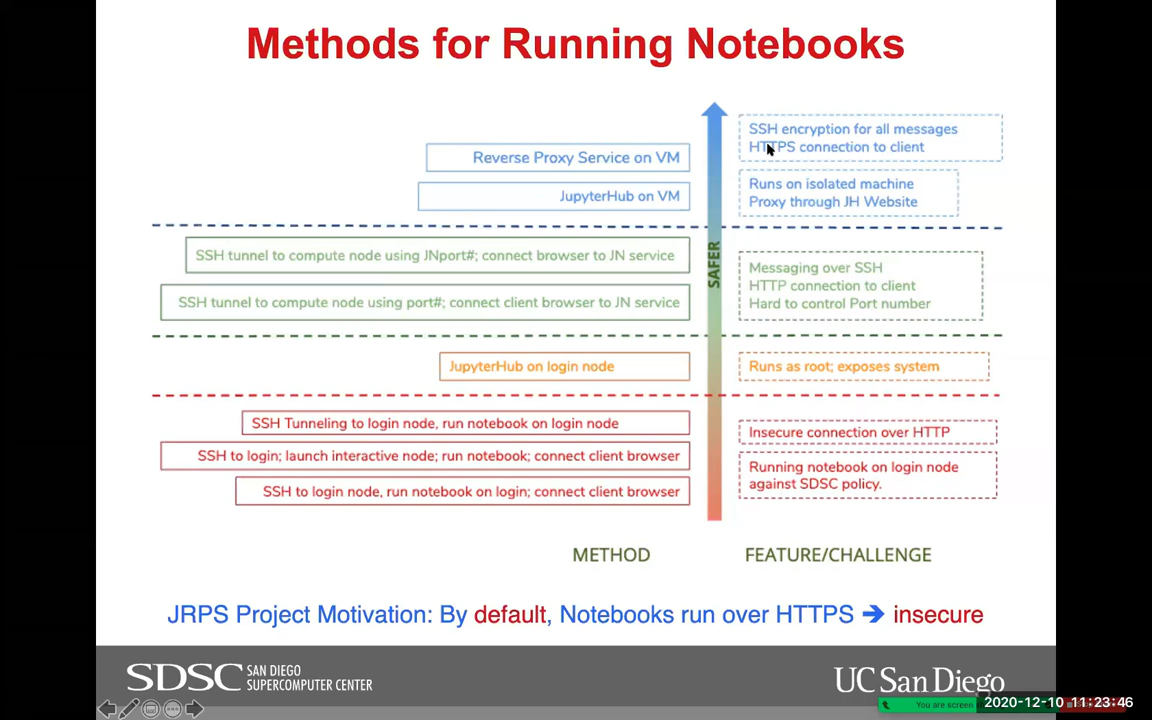 Methods for Running Notebooks
Reverse Proxy Service on VM
SSH encryption for all messages
HTTPS connection to client
JupyterHub on VM
Runs on isolated machine
Proxy through JH Website
SSH tunnel to compute node using JNport#; connect browser to JN service
SSH tunnel to compute node using port#; connect client browser to JN service
SAFER
Messaging over SSH
HTTP connection to client
Hard to control Port number
JupyterHub on login node
Runs as root; exposes system
SSH Tunneling to login node, run notebook on login node
SSH to login; launch interactive node; run notebook; connect client browser
SSH to login node, run notebook on login; connect client browser
Insecure connection over HTTP
Running notebook on login node
against SDSC policy.
METHOD
FEATURE/CHALLENGE
JRPS Project Motivation: By default, Notebooks run over HTTPS ➔ insecure
SDSC SAN DIEGO
SUPERCOMPUTER CENTER
UC San Diego
You are screen
2020-12-10 11:23:46